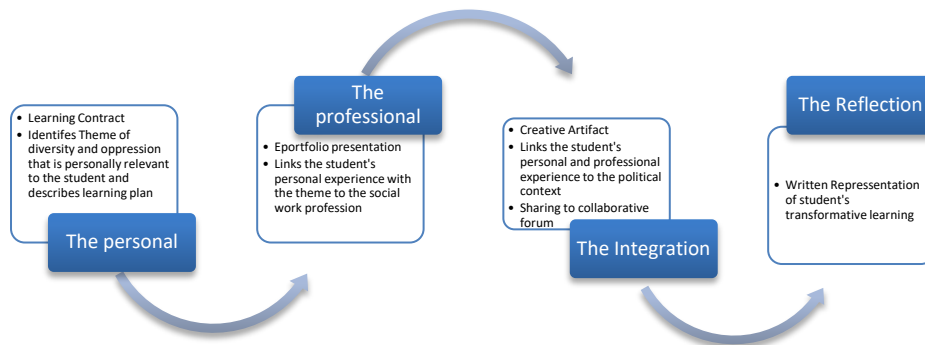 • Learning Contract
• Identifes Theme of
diversity and oppression
that is personally relevant
to the student and
describes learning plan
The personal
The
professional
• Eportfolio presentation
• Links the student's
personal experience with
the theme to the social
work profession
• Creative Artifact
• Links the student's
personal and professional
experience to the political
context
• Sharing to collaborative
forum
The Integration
The Reflection
• Written Representation
of student's
transformative learning